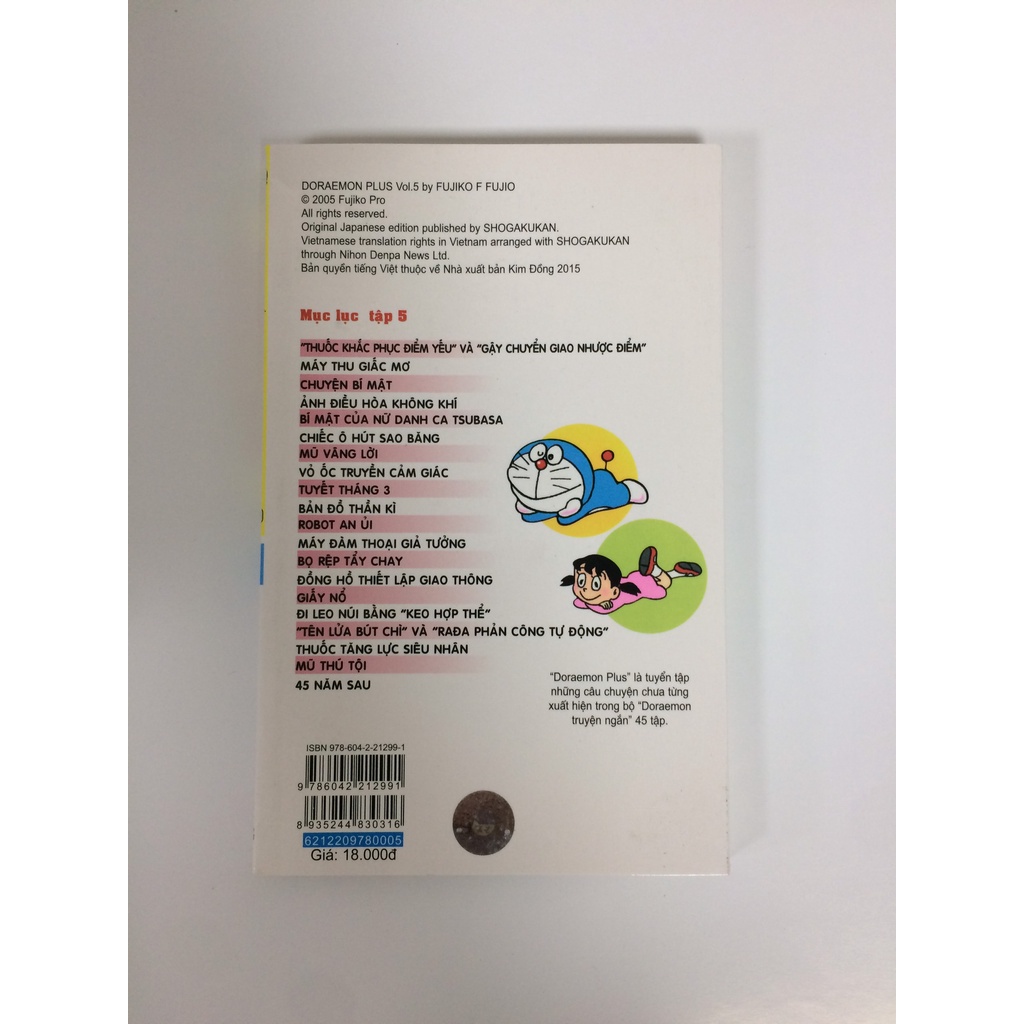 DORAEMON PLUS Vol.5 by FUJIKO F FUJIO
© 2005 Fujiko Pro
All rights reserved.
Original Japanese edition published by SHOGAKUKAN.
Vietnamese translation rights in Vietnam arranged with SHOGAKUKAN
through Nihon Denpa News Ltd.
Bản quyền tiếng Việt thuộc về Nhà xuất bản Kim Đồng 2015
Mục lục tập 5
"THUỐC KHẮC PHỤC ĐIỂM YẾU" VÀ "GẬY CHUYỂN GIAO NHƯỢC ĐIỂM"
MÁY THU GIẤC MƠ
CHUYỆN BÍ MẬT
ẢNH ĐIỀU HÒA KHÔNG KHÍ
BÍ MẬT CỦA NỮ DANH CA TSUBASA
CHIẾC Ô HÚT SAO BĂNG
MŨ VÂNG LỜI
VỎ ỐC TRUYỀN CẢM GIÁC
TUYẾT THÁNG 3
BẢN ĐỒ THẦN KÌ
ROBOT AN ỦI
MÁY ĐÀM THOẠI GIẢ TƯỞNG
BỌ RỆP TẨY CHAY
ĐỒNG HỒ THIẾT LẬP GIAO THÔNG
GIẤY NỔ
ĐI LEO NÚI BẰNG "KEO HỢP THỂ"
"TÊN LỬA BÚT CHÌ" VÀ "RAĐA PHẢN CÔNG TỰ ĐỘNG"
THUỐC TĂNG LỰC SIÊU NHÂN
MŨ THÚ TỘI
45 NĂM SAU
"Doraemon Plus" là tuyển tập
những câu chuyện chưa từng
xuất hiện trong bộ "Doraemon
truyện ngắn" 45 tập.
ISBN 978-604-2-21299-1
9 786042 212991
8 935244 830316
6212209780005
Giá: 18.000đ